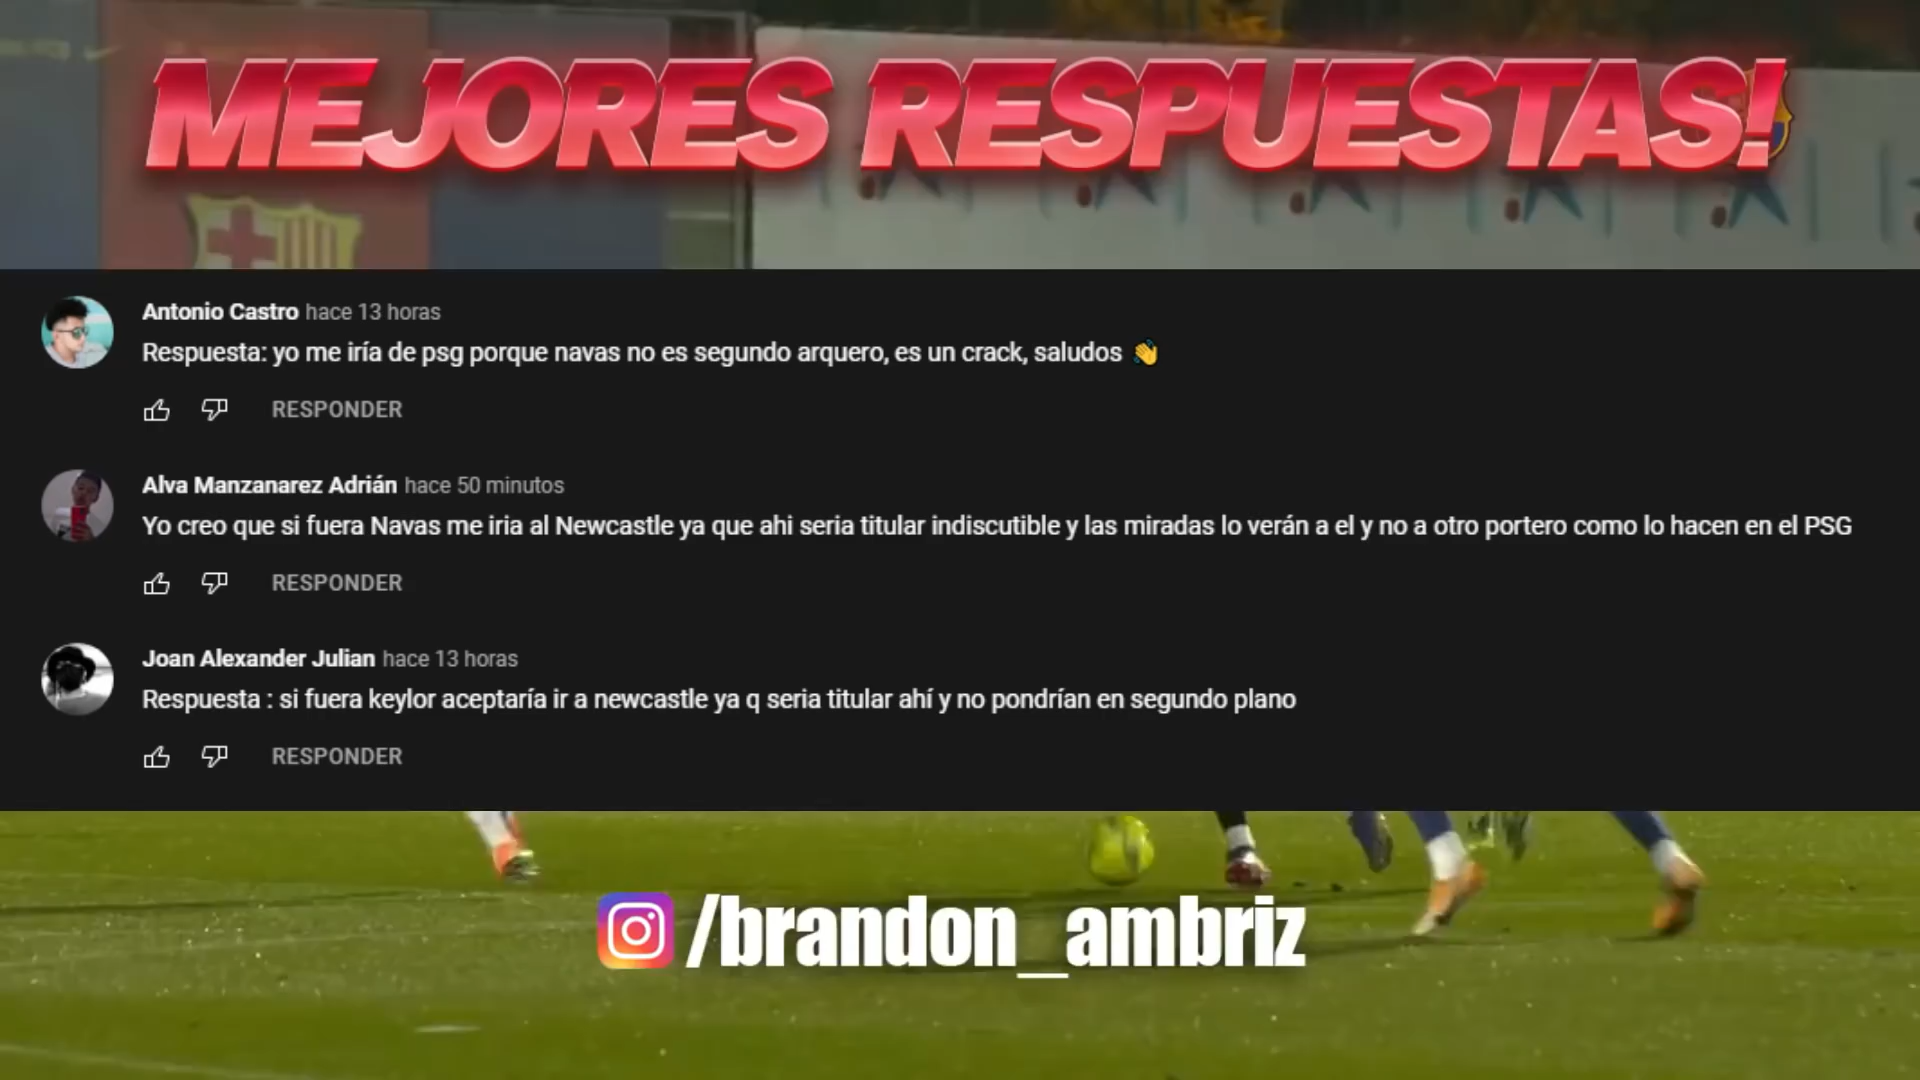 MEJORES RESPUESTAS!
Antonio Castro hace 13 horas
Respuesta: yo me iría de psg porque navas no es segundo arquero, es un crack, saludos 👋
RESPONDER
Alva Manzanarez Adrián hace 50 minutos
Yo creo que si fuera Navas me iria al Newcastle ya que ahi seria titular indiscutible y las miradas lo verán a el y no a otro portero como lo hacen en el PSG
RESPONDER
Joan Alexander Julian hace 13 horas
Respuesta : si fuera keylor aceptaría ir a newcastle ya q seria titular ahí y no pondrían en segundo plano
RESPONDER
/brandon_ambriz